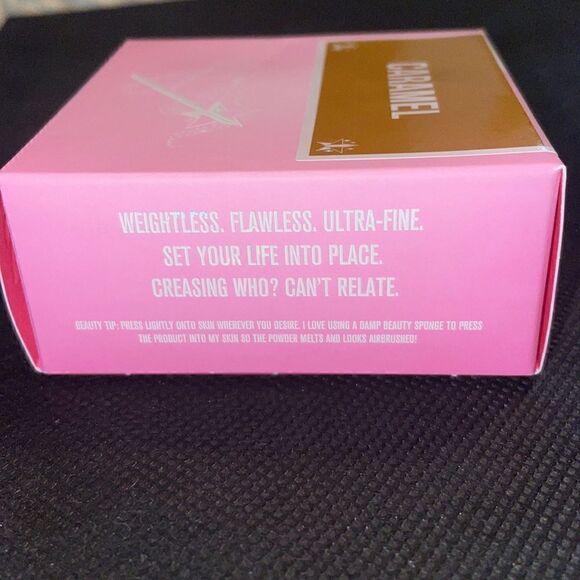 CARAMEL
WEIGHTLESS. FLAWLESS. ULTRA-FINE.
SET YOUR LIFE INTO PLACE.
CREASING WHO? CAN'T RELATE.
BEAUTY TIP: PRESS LIGHTLY ONTO SKIN WHEREVER YOU DESIRE. I LOVE USING A DAMP BEAUTY SPONGE TO PRESS
THE PRODUCT INTO MY SKIN SO THE POWDER MELTS AND LOOKS AIRBRUSHED!